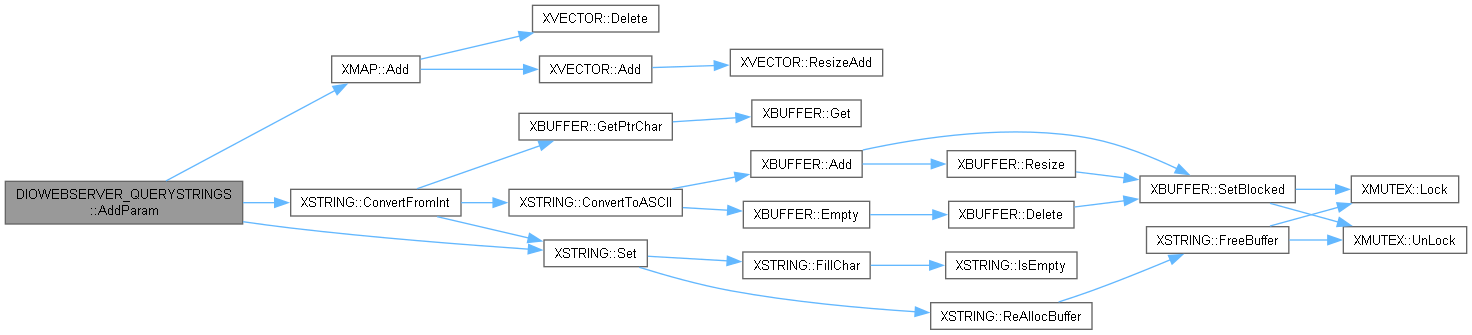 XVECTOR::Delete
XMAP::Add
XVECTOR::Add
XVECTOR::ResizeAdd
XBUFFER::GetPtrChar
XBUFFER::Get
XBUFFER::Add
XBUFFER::Resize
DIOWEBSERVER_QUERYSTRINGS
::AddParam
XSTRING::ConvertFromInt
XSTRING::ConvertToASCII
XBUFFER::Empty
XBUFFER::Delete
XBUFFER::SetBlocked
XMUTEX::Lock
XSTRING::Set
XSTRING::FillChar
XSTRING::IsEmpty
XSTRING::FreeBuffer
XMUTEX::UnLock
XSTRING::ReAllocBuffer